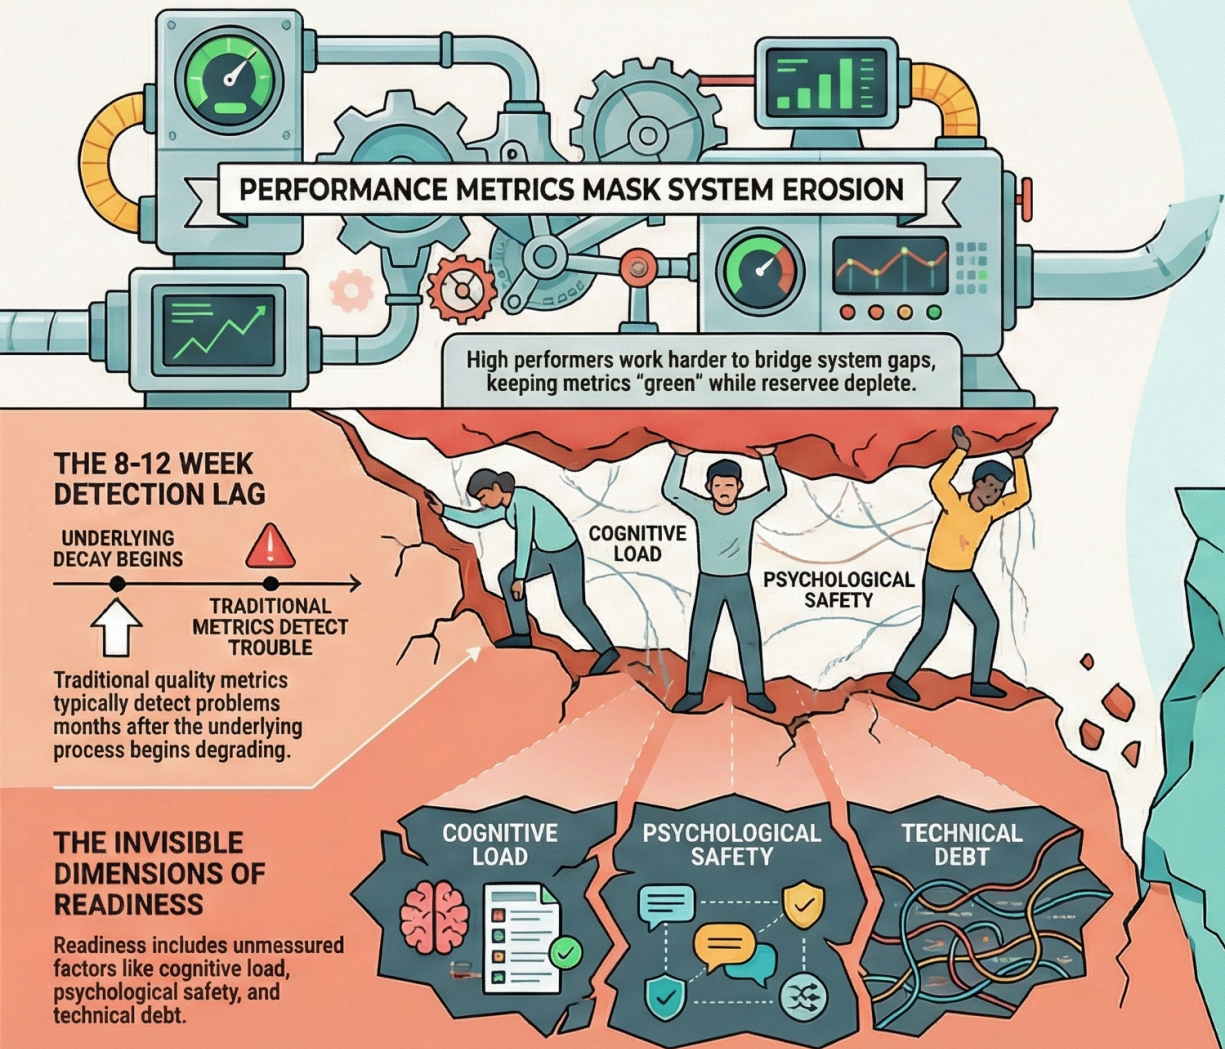 PERFORMANCE METRICS MASK SYSTEM EROSION
High performers work harder to bridge system gaps,
keeping metrics “green” while reservee deplete.
THE 8-12 WEEK
DETECTION LAG
UNDERLYING
DECAY BEGINS
TRADITIONAL
METRICS DETECT
TROUBLE
Traditional quality metrics
typically detect problems
months after the underlying
process begins degrading.
COGNITIVE
LOAD
PSYCHOLOGICAL
SAFETY
THE INVISIBLE
DIMENSIONS OF
READINESS
Readiness includes unmessured
factors like cognitive load,
psychological safety, and
technical debt.
COGNITIVE
LOAD
PSYCHOLOGICAL
SAFETY
TECHNICAL
DEBT